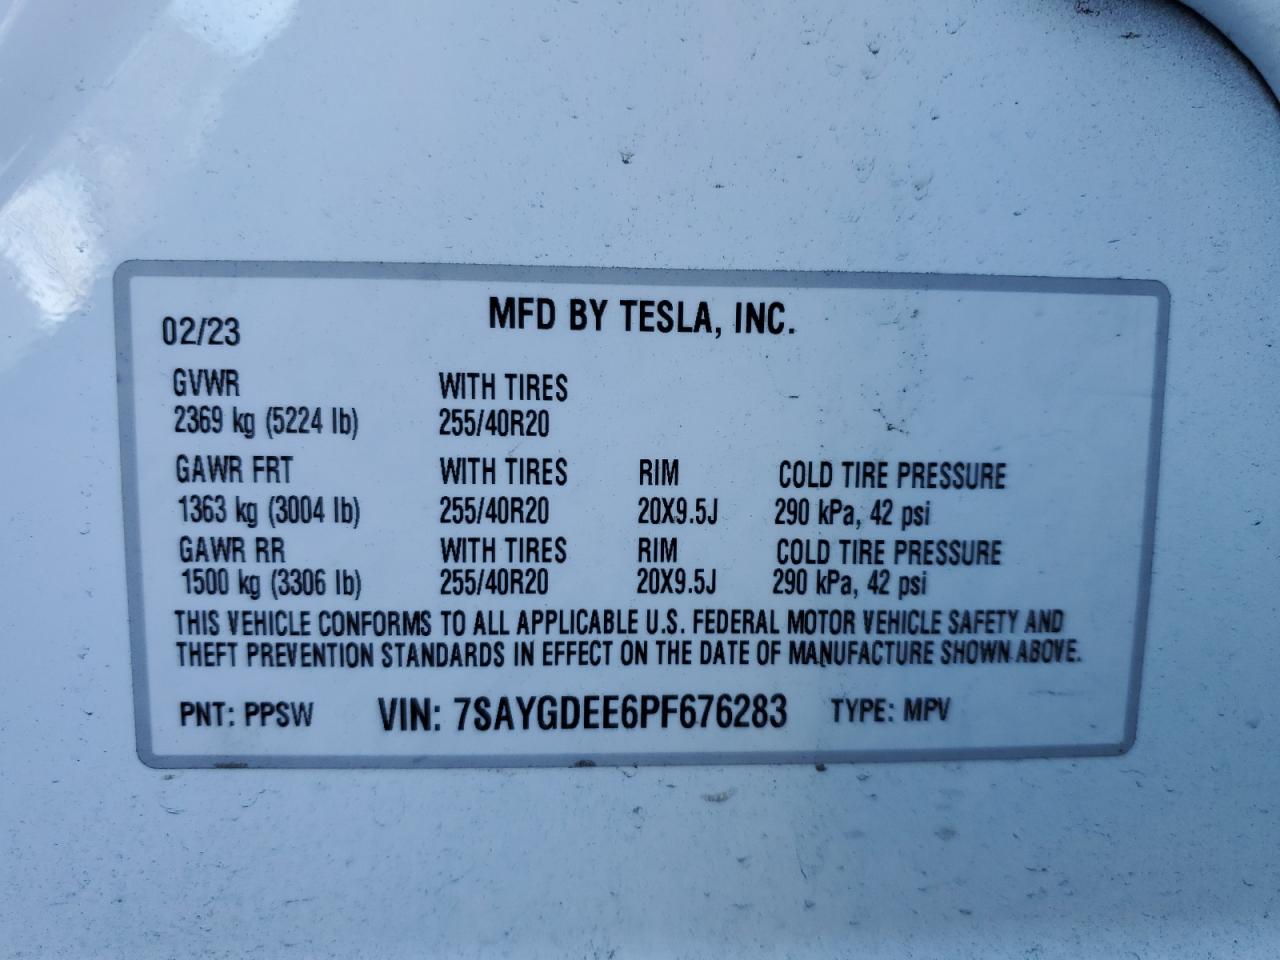 MFD BY TESLA, INC.
02/23
GVWR WITH TIRES
2369 kg (5224 lb) 255/40R20
GAWR FRT WITH TIRES RIM COLD TIRE PRESSURE
1363 kg (3004 lb) 255/40R20 20X9.5J 290 kPa, 42 psi
GAWR RR WITH TIRES RIM COLD TIRE PRESSURE
1500 kg (3306 lb) 255/40R20 20X9.5J 290 kPa, 42 psi
THIS VEHICLE CONFORMS TO ALL APPLICABLE U.S. FEDERAL MOTOR VEHICLE SAFETY AND
THEFT PREVENTION STANDARDS IN EFFECT ON THE DATE OF MANUFACTURE SHOWN ABOVE.
PNT: PPSW VIN: 7SAYGDEE6PF676283 TYPE: MPV